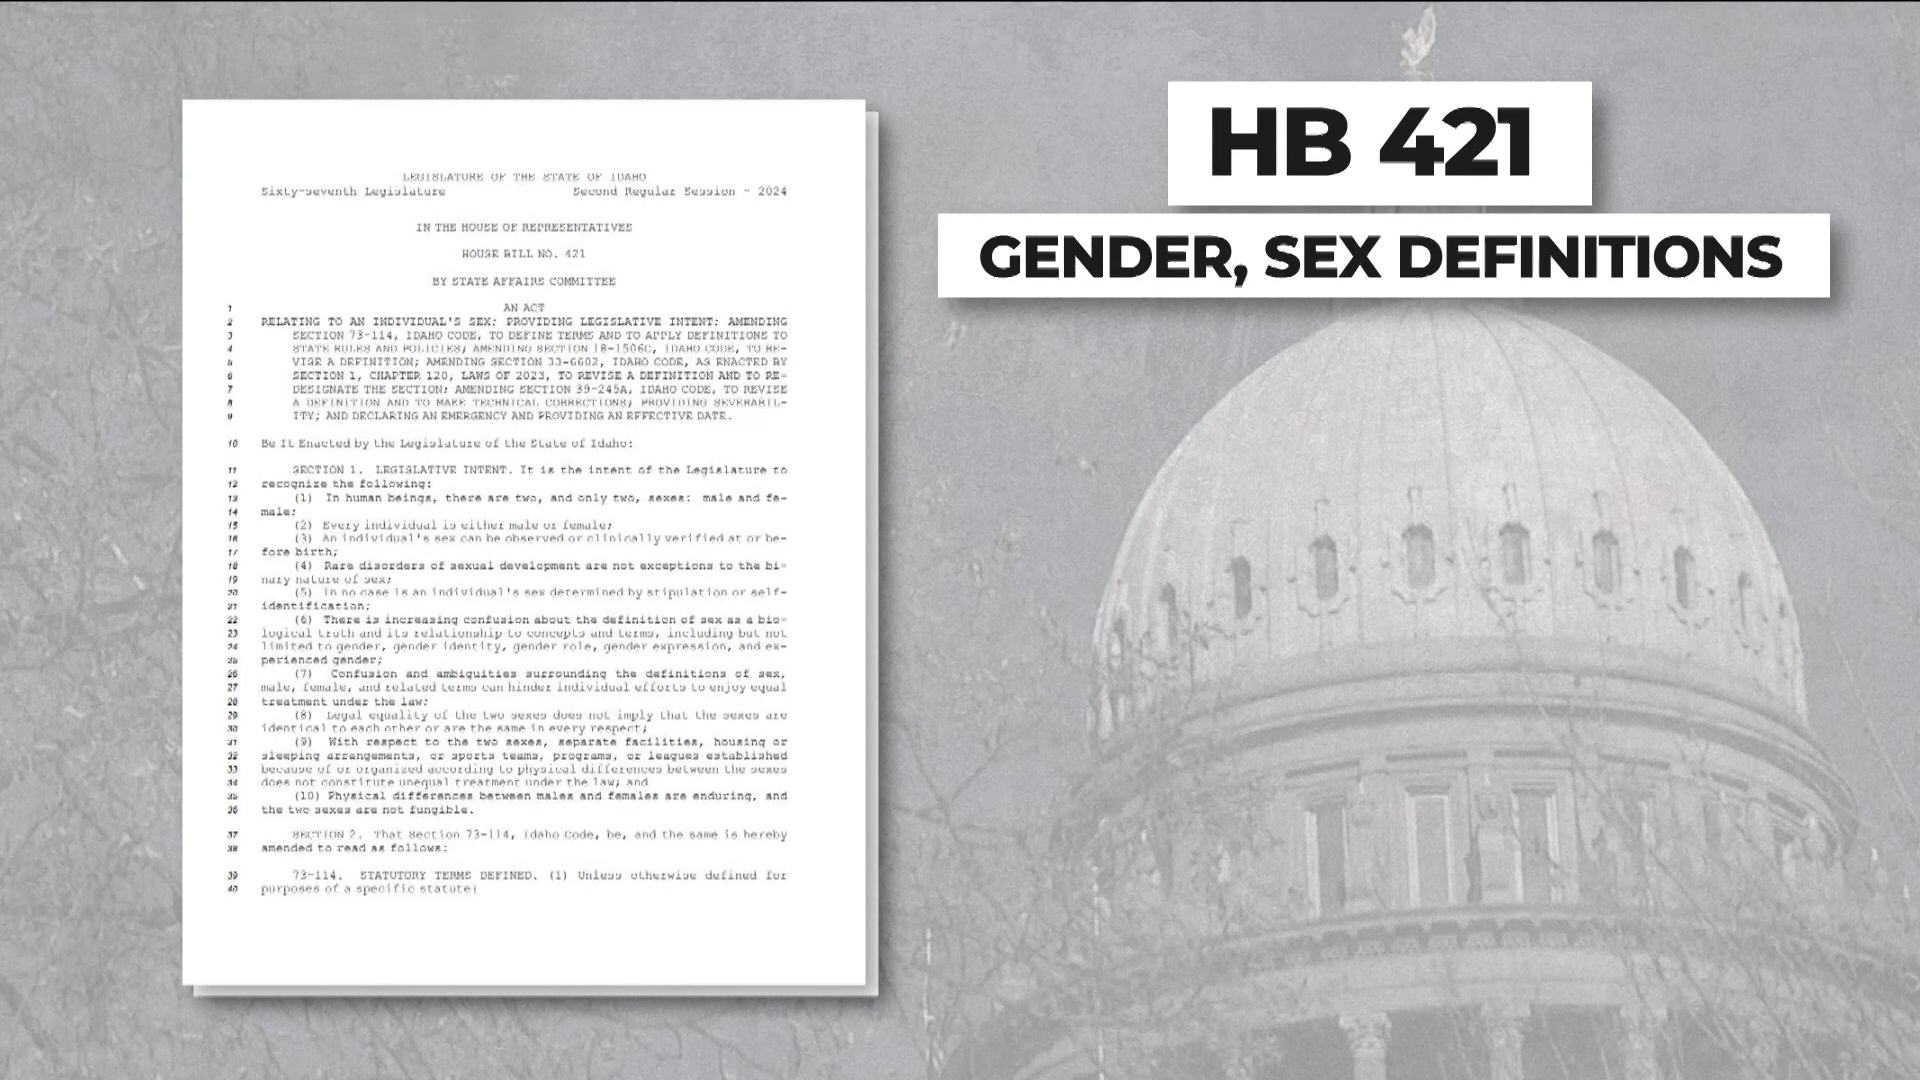 LEGISLATURE OF THE STATE OF IDAHO
Sixty-seventh Legislature Second Regular Session - 2024
IN THE HOUSE OF REPRESENTATIVES
HOUSE BILL NO. 421
BY STATE AFFAIRS COMMITTEE
1 AN ACT
2 RELATING TO AN INDIVIDUAL'S SEX; PROVIDING LEGISLATIVE INTENT; AMENDING
3 SECTION 73-114, IDAHO CODE, TO DEFINE TERMS AND TO APPLY DEFINITIONS TO
4 STATE RULES AND POLICIES; AMENDING SECTION 18-1506C, IDAHO CODE, TO RE-
5 VISE A DEFINITION; AMENDING SECTION 33-6602, IDAHO CODE, AS ENACTED BY
6 SECTION 1, CHAPTER 120, LAWS OF 2023, TO REVISE A DEFINITION AND TO RE-
7 DESIGNATE THE SECTION; AMENDING SECTION 39-245A, IDAHO CODE, TO REVISE
8 A DEFINITION AND TO MAKE TECHNICAL CORRECTIONS; PROVIDING SEVERABIL-
9 ITY; AND DECLARING AN EMERGENCY AND PROVIDING AN EFFECTIVE DATE.
10 Be It Enacted by the Legislature of the State of Idaho:
11 SECTION 1. LEGISLATIVE INTENT. It is the intent of the Legislature to
12 recognize the following:
13 (1) In human beings, there are two, and only two, sexes: male and fe-
14 male;
15 (2) Every individual is either male or female;
16 (3) An individual's sex can be observed or clinically verified at or be-
17 fore birth;
18 (4) Rare disorders of sexual development are not exceptions to the bi-
19 nary nature of sex;
20 (5) In no case is an individual's sex determined by stipulation or self-
21 identification;
22 (6) There is increasing confusion about the definition of sex as a bio-
23 logical truth and its relationship to concepts and terms, including but not
24 limited to gender, gender identity, gender role, gender expression, and ex-
25 perienced gender;
26 (7) Confusion and ambiguities surrounding the definitions of sex,
27 male, female, and related terms can hinder individual efforts to enjoy equal
28 treatment under the law;
29 (8) Legal equality of the two sexes does not imply that the sexes are
30 identical to each other or are the same in every respect;
31 (9) With respect to the two sexes, separate facilities, housing or
32 sleeping arrangements, or sports teams, programs, or leagues established
33 because of or organized according to physical differences between the sexes
34 does not constitute unequal treatment under the law; and
35 (10) Physical differences between males and females are enduring, and
36 the two sexes are not fungible.
37 SECTION 2. That Section 73-114, Idaho Code, be, and the same is hereby
38 amended to read as follows:
39 73-114. STATUTORY TERMS DEFINED. (1) Unless otherwise defined for
40 purposes of a specific statute:
HB 421
GENDER, SEX DEFINITIONS